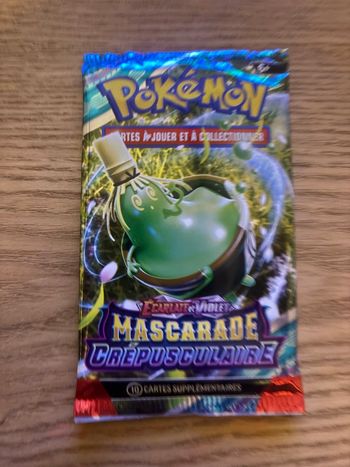 POKÉMON
CARTES À JOUER ET À COLLECTIONNER
ÉCARLATE ET VIOLET
MASCARADE
CRÉPUSCULAIRE
10 CARTES SUPPLÉMENTAIRES